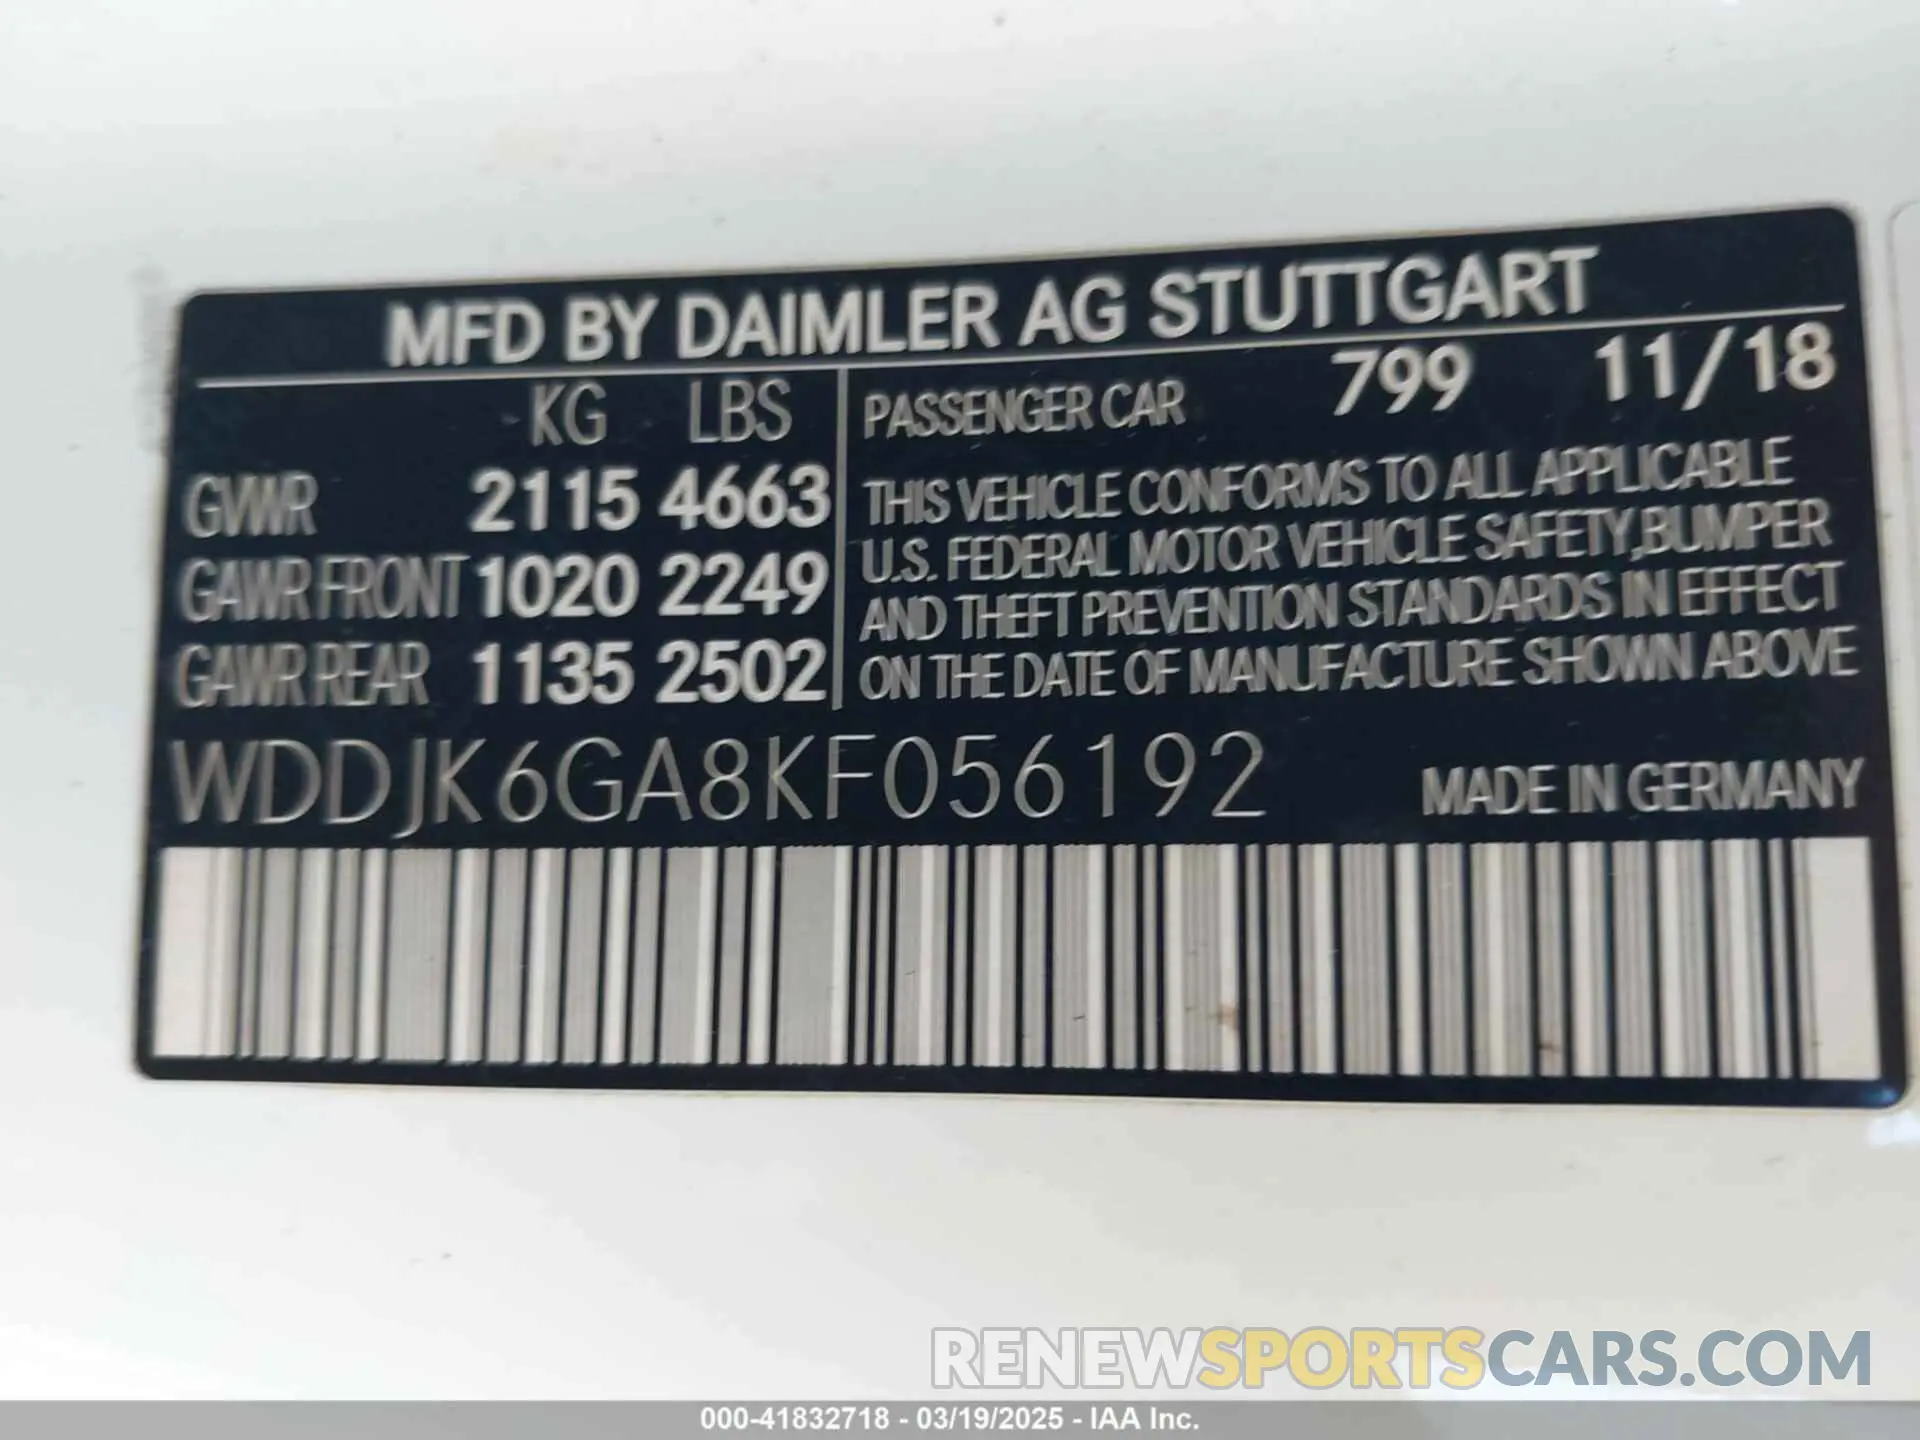 MFD BY DAIMLER AG STUTTGART
KG LBS
GVWR 2115 4663
GAWR FRONT 1020 2249
GAWR REAR 1135 2502
PASSENGER CAR 799 11/18
THIS VEHICLE CONFORMS TO ALL APPLICABLE
U.S. FEDERAL MOTOR VEHICLE SAFETY,BUMPER
AND THEFT PREVENTION STANDARDS IN EFFECT
ON THE DATE OF MANUFACTURE SHOWN ABOVE
WDDJK6GA8KF056192
MADE IN GERMANY
RENEWSPORTSCARS.COM
000-41832718 - 03/19/2025 - IAA Inc.